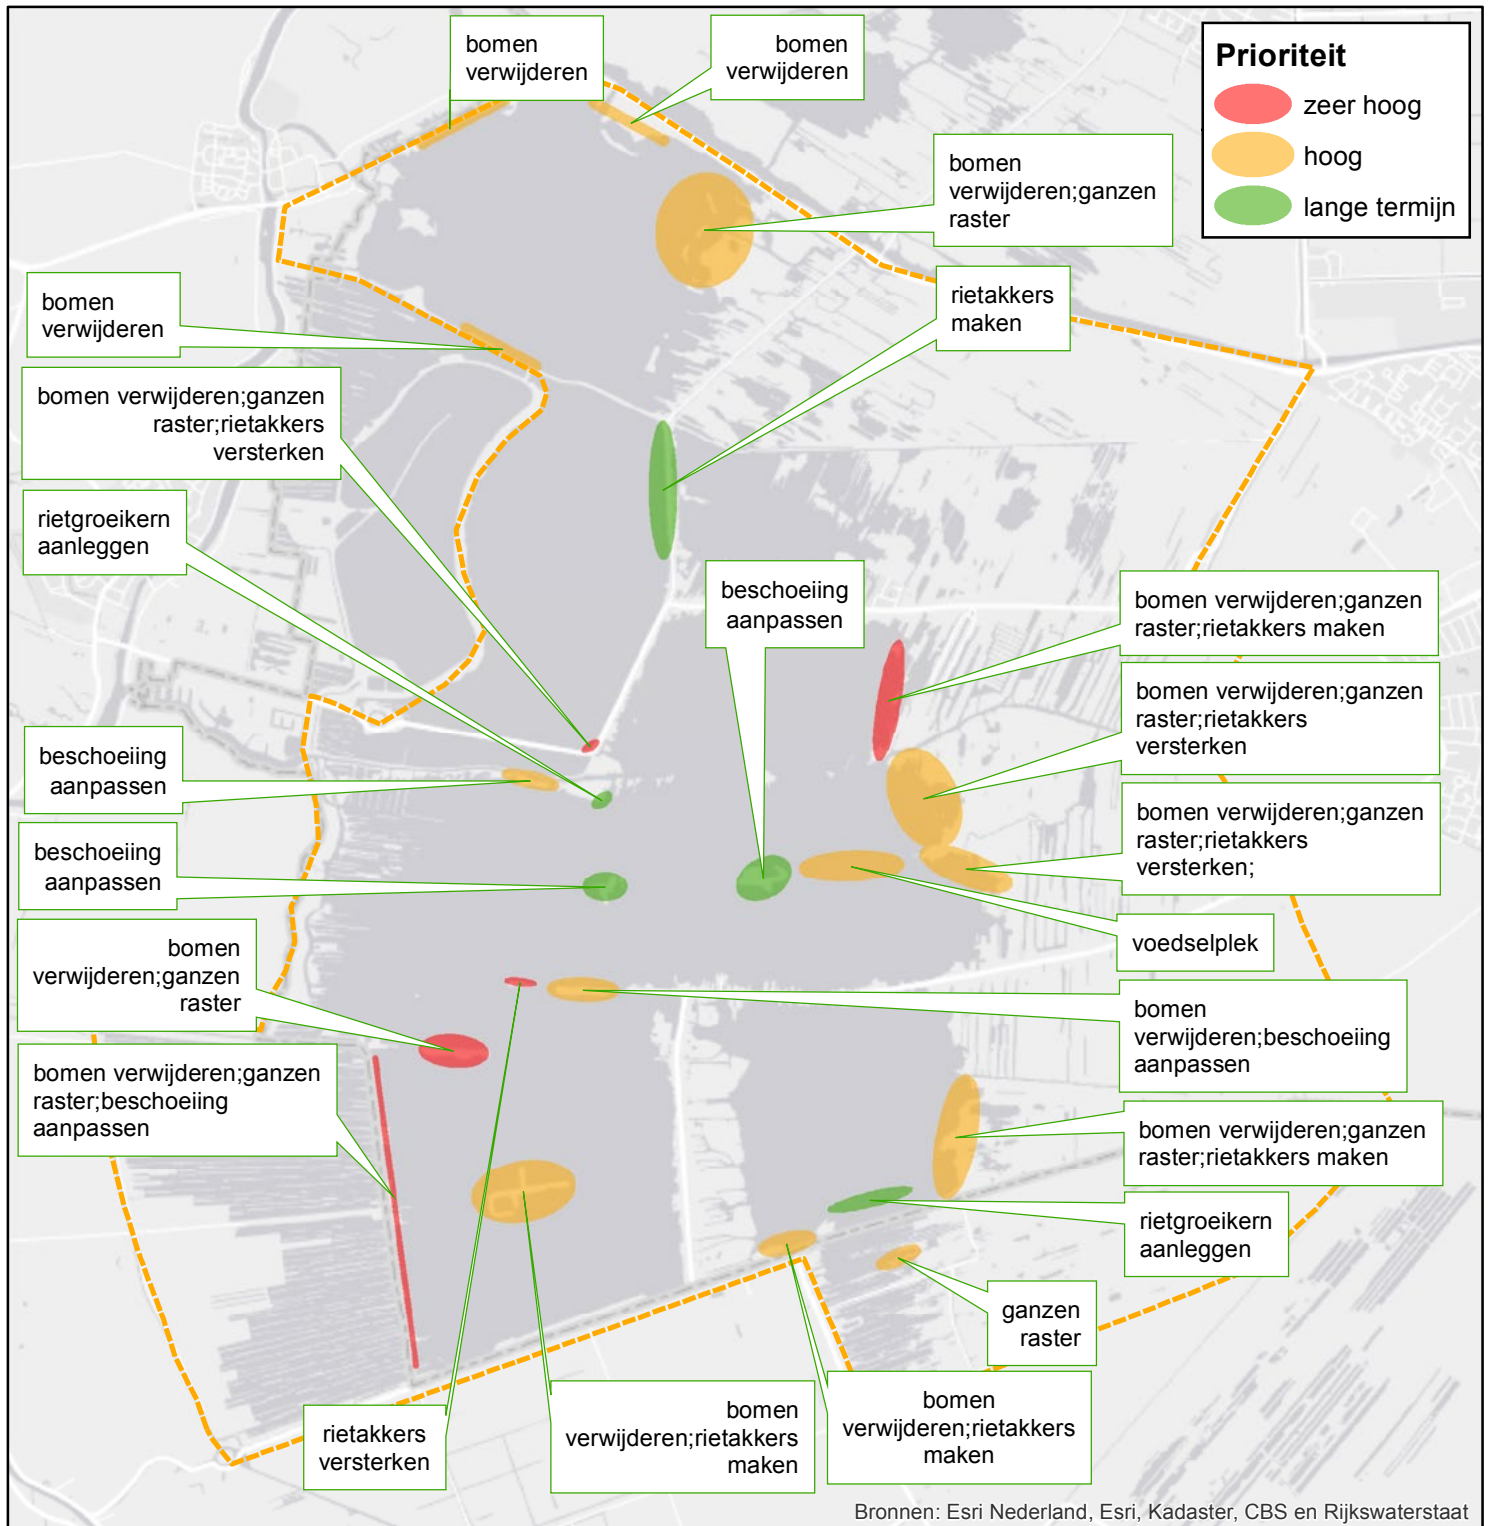 bomen
verwijderen
bomen
verwijderen
Prioriteit
zeer hoog
hoog
lange termijn
bomen
verwijderen;ganzen
raster
rietakkers
maken
bomen
verwijderen
bomen verwijderen;ganzen
raster;rietakkers
versterken
rietgroeikern
aanleggen
beschoeiing
aanpassen
bomen verwijderen;ganzen
raster;rietakkers maken
bomen verwijderen;ganzen
raster;rietakkers
versterken
beschoeiing
aanpassen
bomen verwijderen;ganzen
raster;rietakkers
versterken;
beschoeiing
aanpassen
voedselplek
bomen
verwijderen;ganzen
raster
bomen
verwijderen;beschoeiing
aanpassen
bomen verwijderen;ganzen
raster;beschoeiing
aanpassen
bomen verwijderen;ganzen
raster;rietakkers maken
rietgroeikern
aanleggen
ganzen
raster
rietakkers
versterken
bomen
verwijderen;rietakkers
maken
bomen
verwijderen;rietakkers
maken
Bronnen: Esri Nederland, Esri, Kadaster, CBS en Rijkswaterstaat